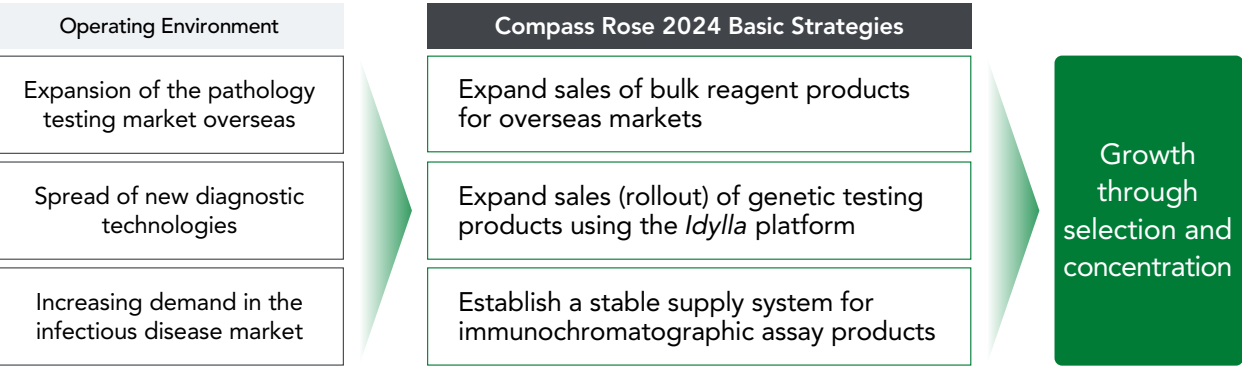 Operating Environment
Compass Rose 2024 Basic Strategies
Expansion of the pathology
testing market overseas
Expand sales of bulk reagent products
for overseas markets
Spread of new diagnostic
technologies
Expand sales (rollout) of genetic testing
products using the Idylla platform
Increasing demand in the
infectious disease market
Establish a stable supply system for
immunochromatographic assay products
Growth
through
selection and
concentration